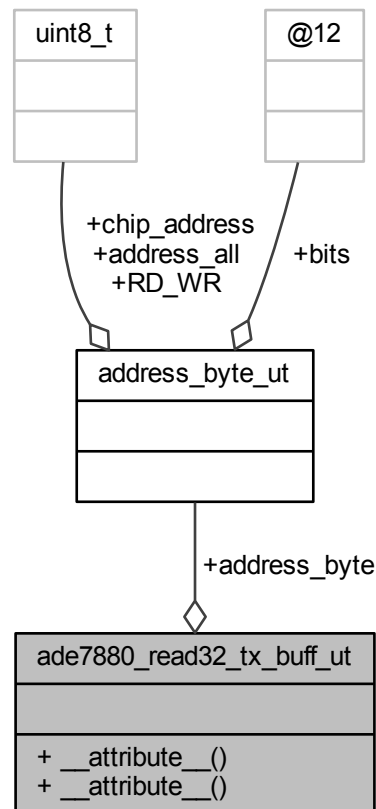 uint8_t
@12
+chip_address
+address_all
+RD_WR
+bits
address_byte_ut
+address_byte
ade7880_read32_tx_buff_ut
+ __attribute__()
+ __attribute__()